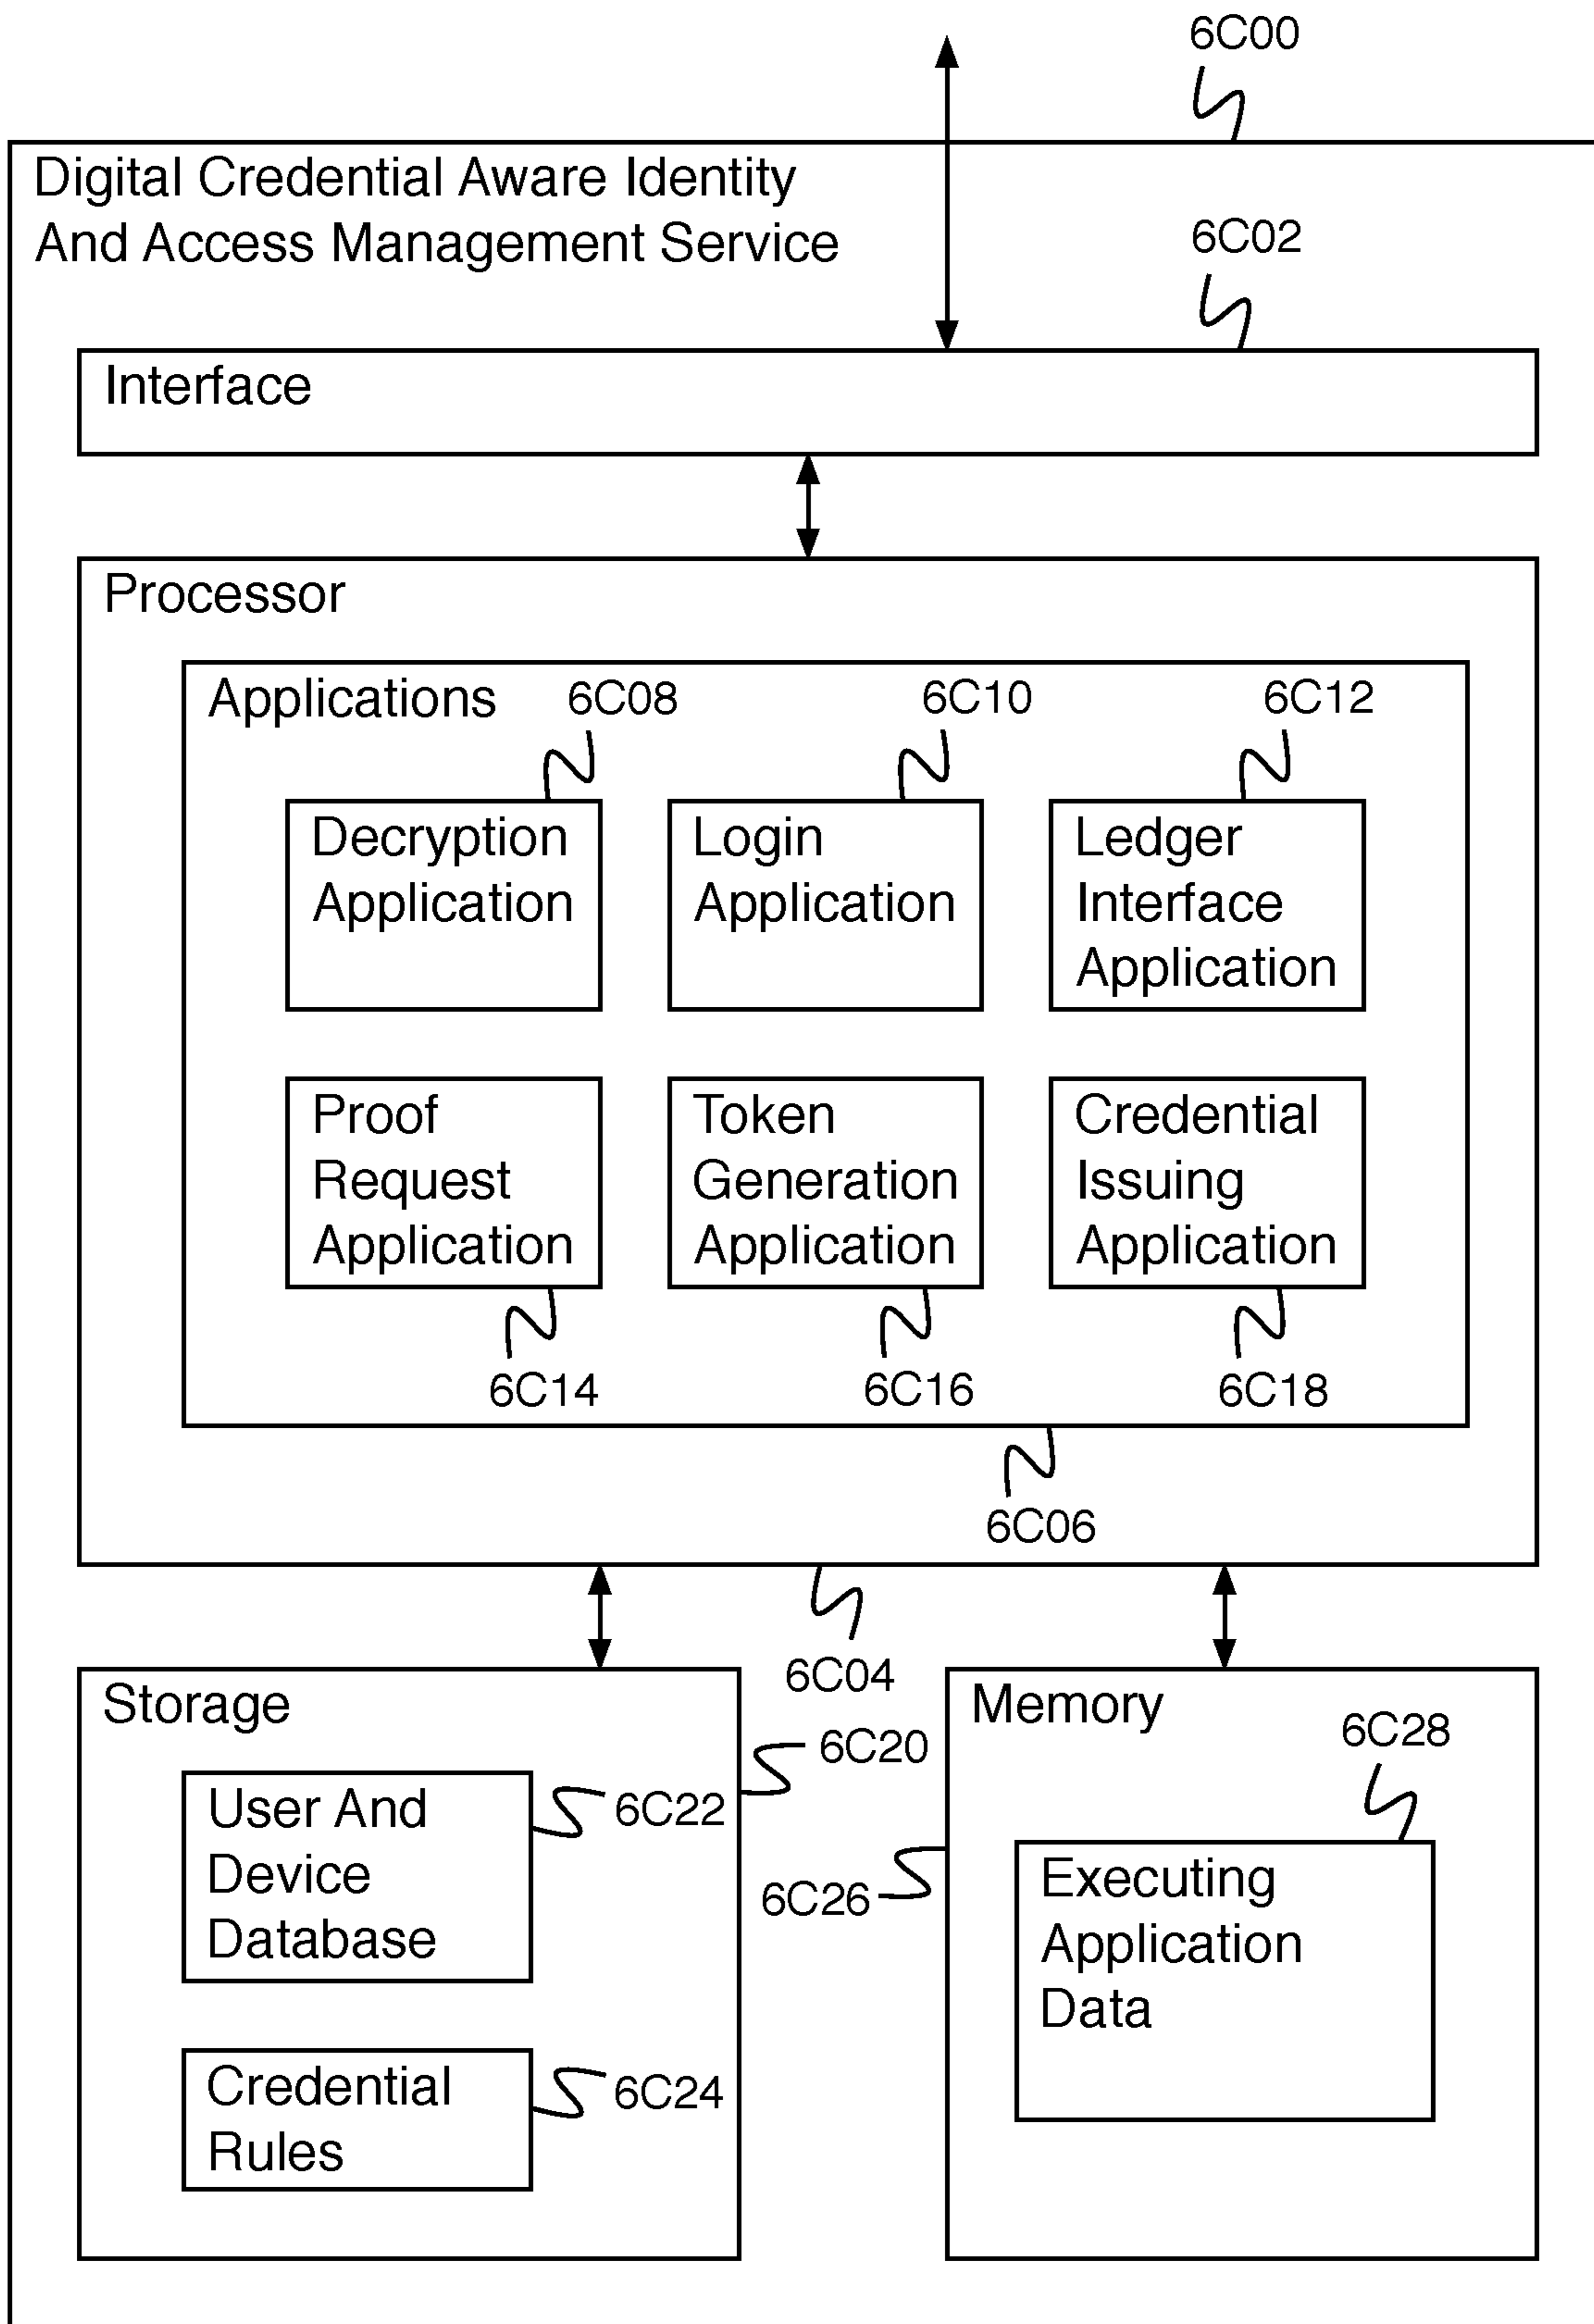 6C00
Digital Credential Aware Identity
And Access Management Service
6C02
Interface
Processor
Applications
6C08
6C10
6C12
Decryption
Application
Login
Application
Ledger
Interface
Application
Proof
Request
Application
Token
Generation
Application
Credential
Issuing
Application
6C14
6C16
6C18
6C06
6C04
Storage
6C20
User And
Device
Database
6C22
Credential
Rules
6C24
Memory
6C28
6C26
Executing
Application
Data